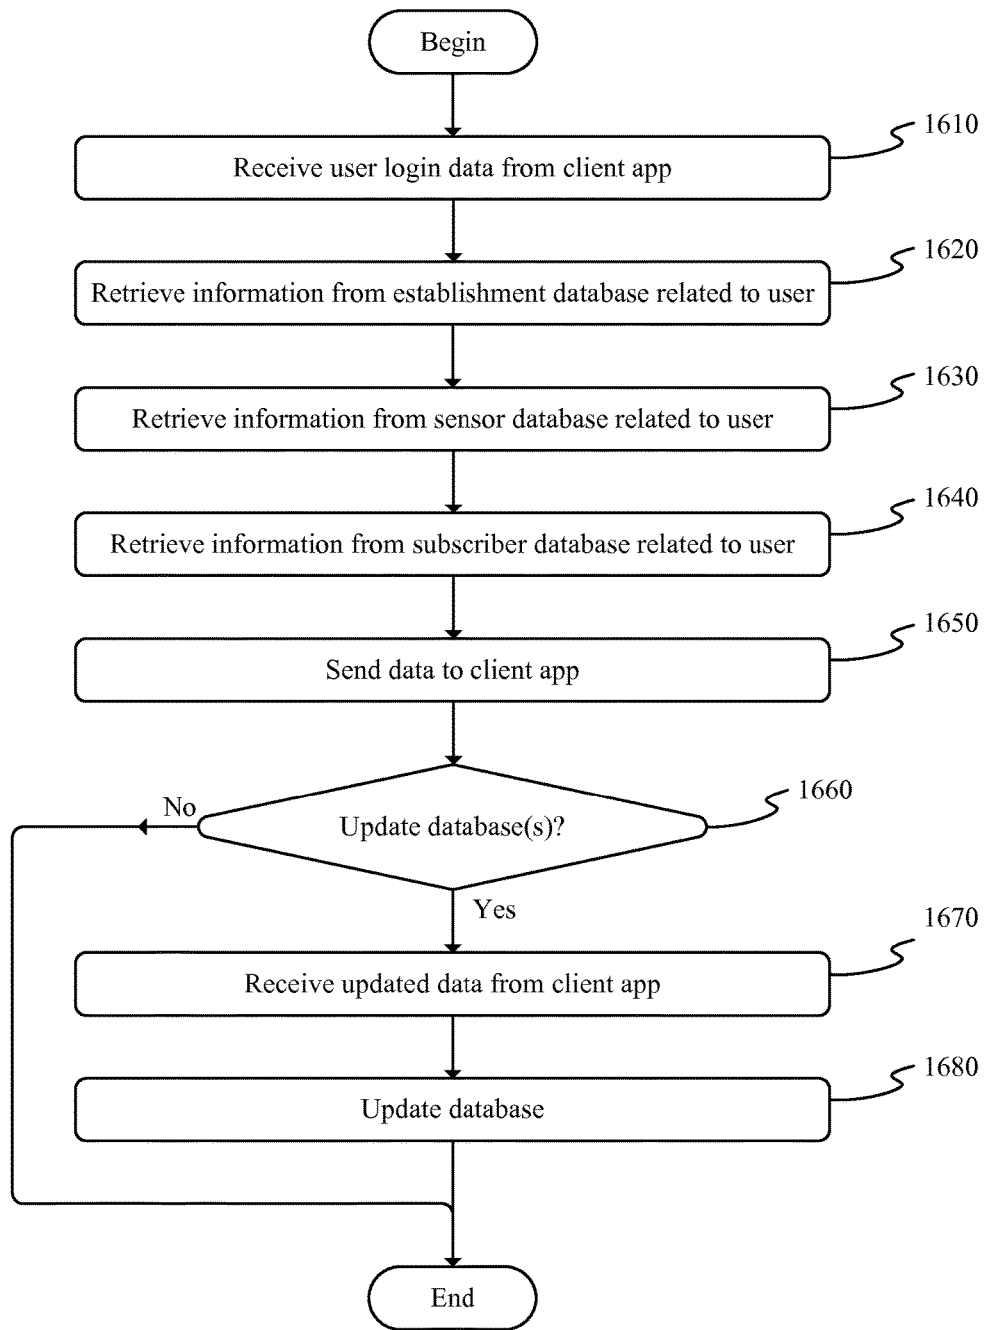 Begin
1610
Receive user login data from client app
1620
Retrieve information from establishment database related to user
1630
Retrieve information from sensor database related to user
1640
Retrieve information from subscriber database related to user
1650
Send data to client app
1660
No
Update database(s)?
Yes
1670
Receive updated data from client app
1680
Update database
End